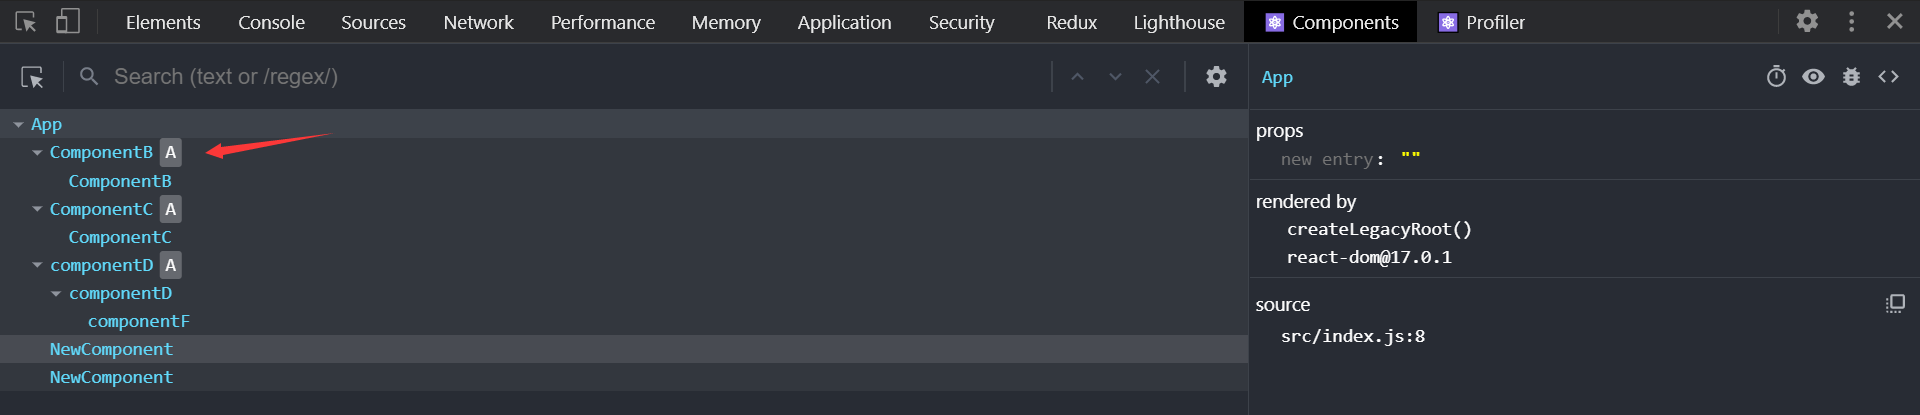 Elements Console Sources Network Performance Memory Application Security Redux Lighthouse Components Profiler
Search (text or /regex/)
App
ComponentB A
ComponentB
ComponentC A
ComponentC
componentD A
componentD
componentF
NewComponent
NewComponent
App
props
new entry: ""
rendered by
createLegacyRoot()
react-dom@17.0.1
source
src/index.js:8